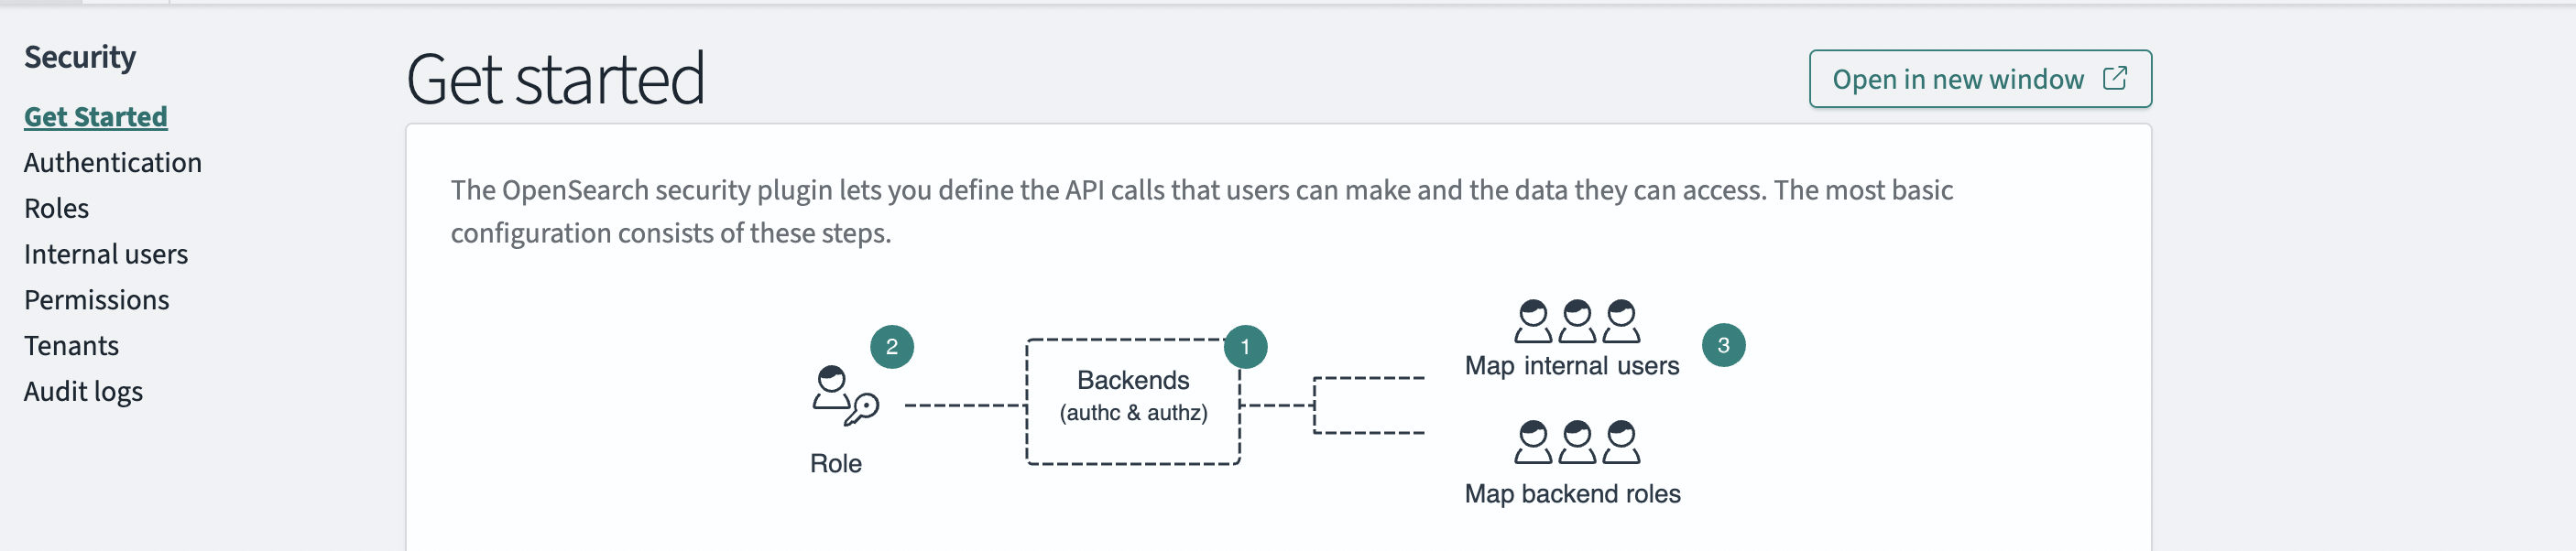 Security
Get Started
Authentication
Roles
Internal users
Permissions
Tenants
Audit logs
Get started
Open in new window
The OpenSearch security plugin lets you define the API calls that users can make and the data they can access. The most basic
configuration consists of these steps.
2
Role
1
Backends
(authc & authz)
3
Map internal users
Map backend roles